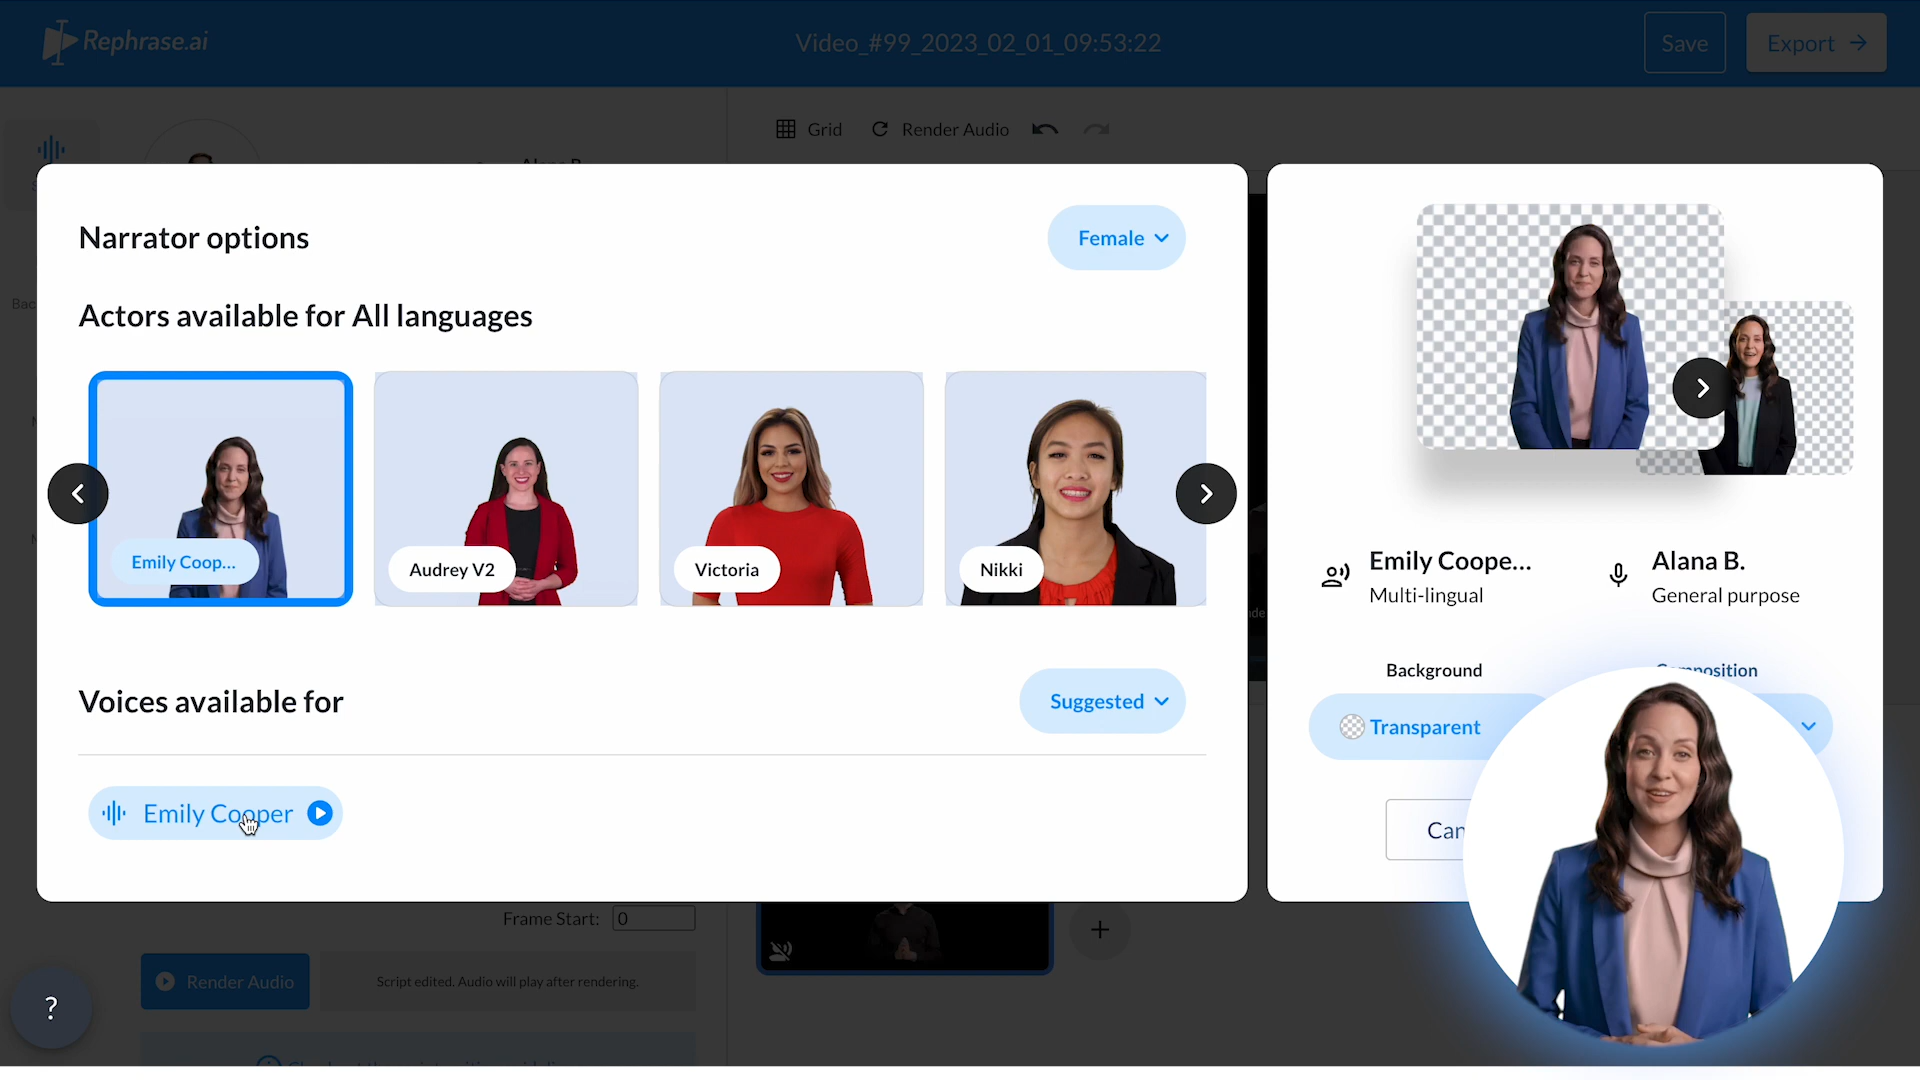 Rephrase.ai
Video_#99_2023_02_01_09:53:22
Save
Export
Grid
Render Audio
Narrator options
Female
Actors available for All languages
Emily Coop...
Audrey V2
Victoria
Nikki
Voices available for
Suggested
Emily Cooper
Emily Coope...
Multi-lingual
Alana B.
General purpose
Background
Transparent
Frame Start:
0
Render Audio
Script edited. Audio will play after rendering.
?